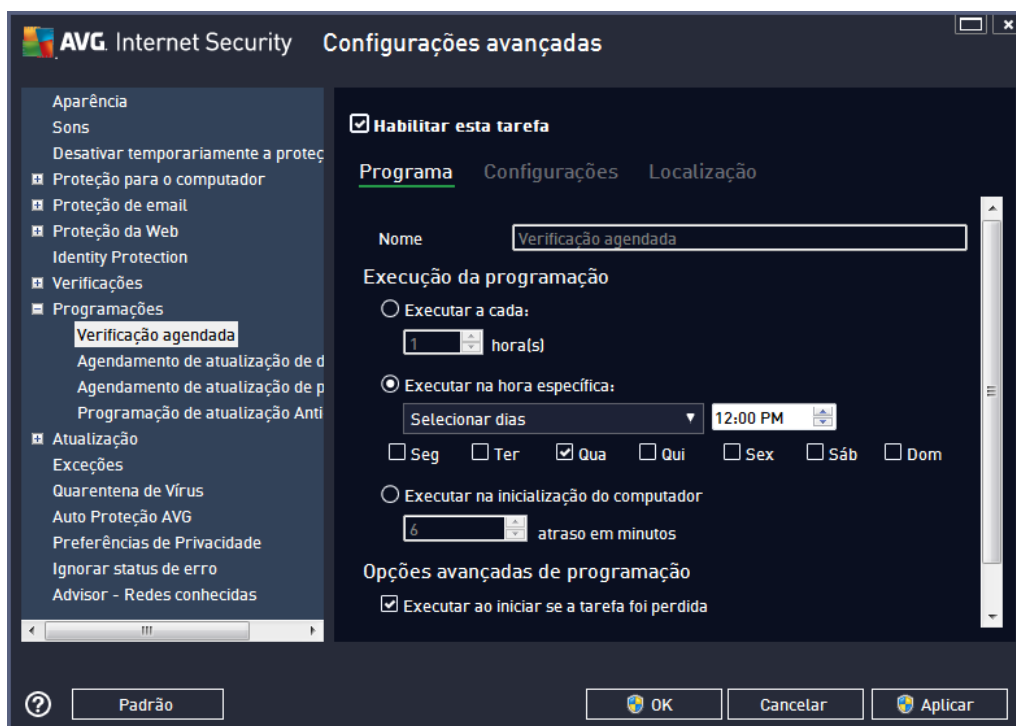 AVG. Internet Security Configurações avançadas
Aparência
Sons
Desativar temporariamente a proteç
Proteção para o computador
Proteção de email
Proteção da Web
Identity Protection
Verificações
Programações
Verificação agendada
Agendamento de atualização de d
Agendamento de atualização de p
Programação de atualização Anti
Atualização
Exceções
Quarentena de Vírus
Auto Proteção AVG
Preferências de Privacidade
Ignorar status de erro
Advisor - Redes conhecidas
Habilitar esta tarefa
Programa Configurações Localização
Nome Verificação agendada
Execução da programação
Executar a cada:
1 hora(s)
Executar na hora específica:
Selecionar dias 12:00 PM
Seg Ter Qua Qui Sex Sáb Dom
Executar na inicialização do computador
6 atraso em minutos
Opções avançadas de programação
Executar ao iniciar se a tarefa foi perdida
? Padrão OK Cancelar Aplicar